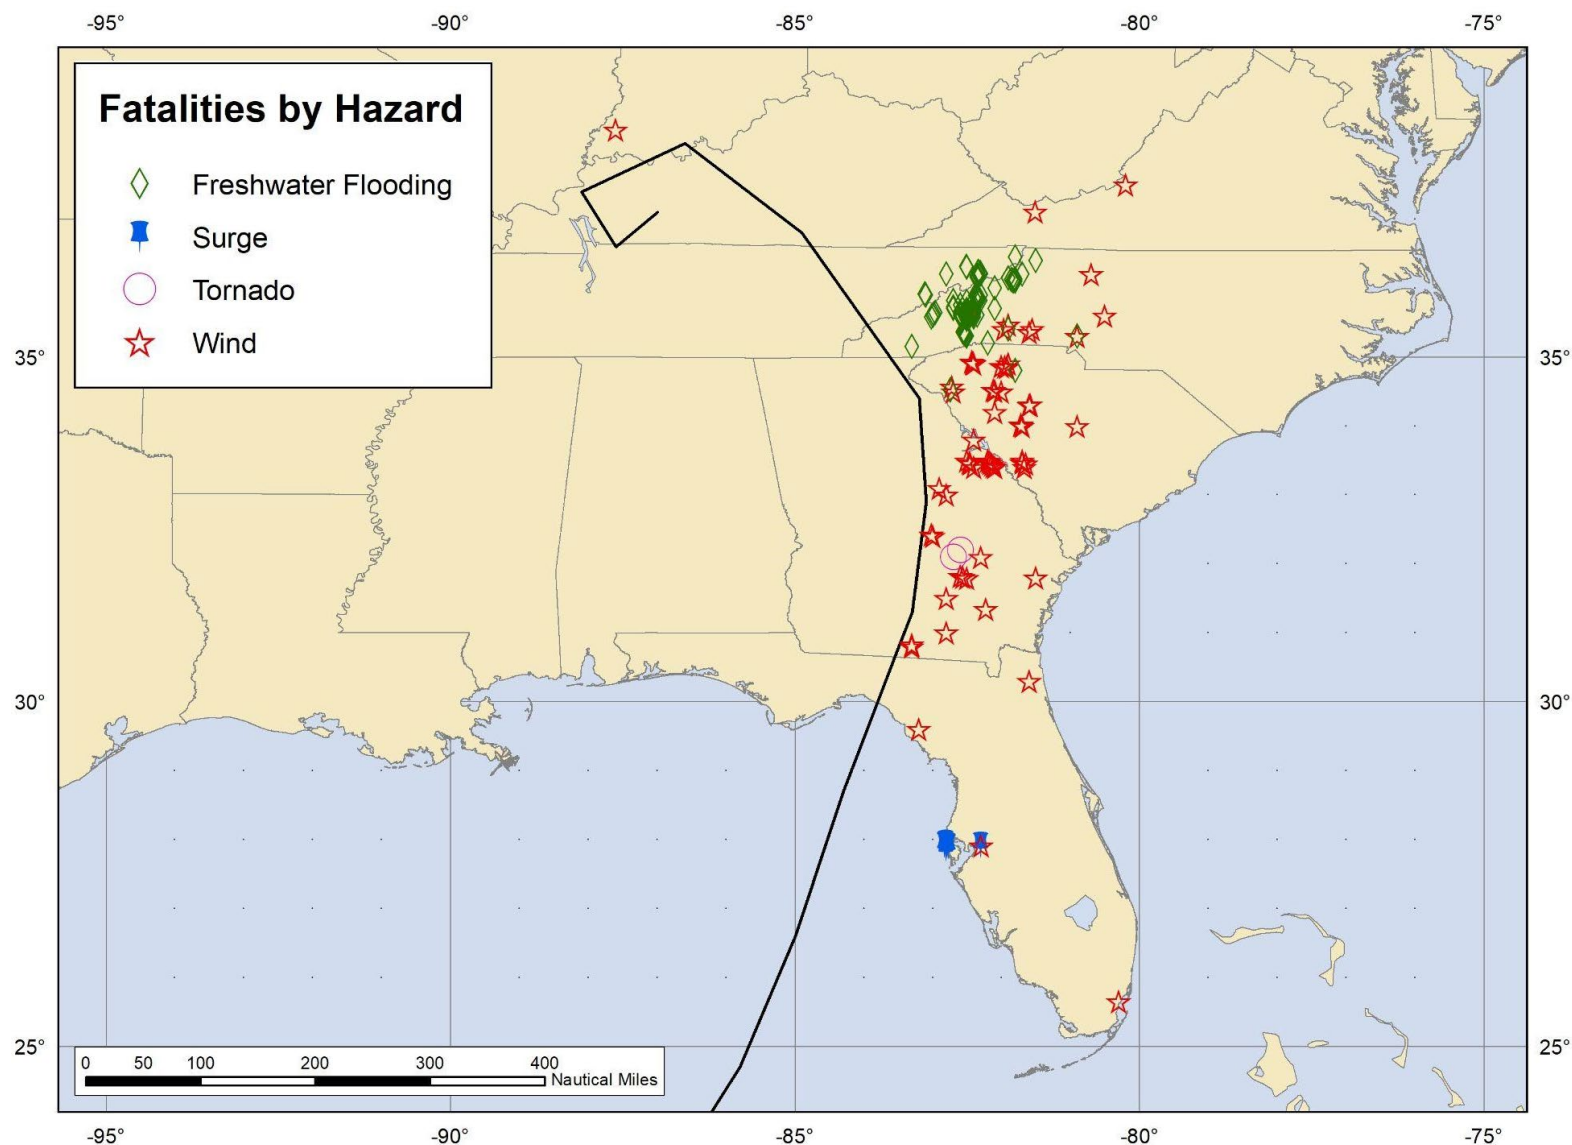 -95° -90° -85° -80° -75°
Fatalities by Hazard
Freshwater Flooding
Surge
Tornado
Wind
35° 35°
30° 30°
25° 25°
0 50 100 200 300 400
Nautical Miles
-95° -90° -85° -80° -75°